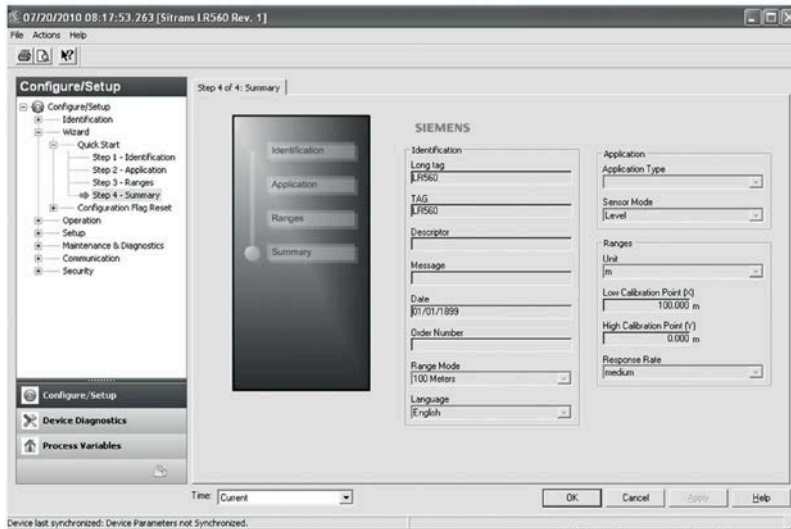 07/20/2010 08:17:53.263 [Sitrans LR560 Rev. 1]
File Actions Help
Configure/Setup
Configure/Setup
Identification
Wizard
Quick Start
Step 1 - Identification
Step 2 - Application
Step 3 - Ranges
Step 4 - Summary
Configuration Flag Reset
Operation
Setup
Maintenance & Diagnostics
Communication
Security
Configure/Setup
Device Diagnostics
Process Variables
Step 4 of 4: Summary
Identification
Application
Ranges
Summary
SIEMENS
Identification
Long tag
LR560
TAG
LR560
Descriptor
Message
Date
01/01/1899
Order Number
Range Mode
100 Meters
Language
English
Application
Application Type
Sensor Mode
Level
Ranges
Unit
m
Low Calibration Point (X)
100.000 m
High Calibration Point (Y)
0.000 m
Response Rate
medium
Time: Current
OK Cancel Apply Help
Device last synchronized: Device Parameters not Synchronized.